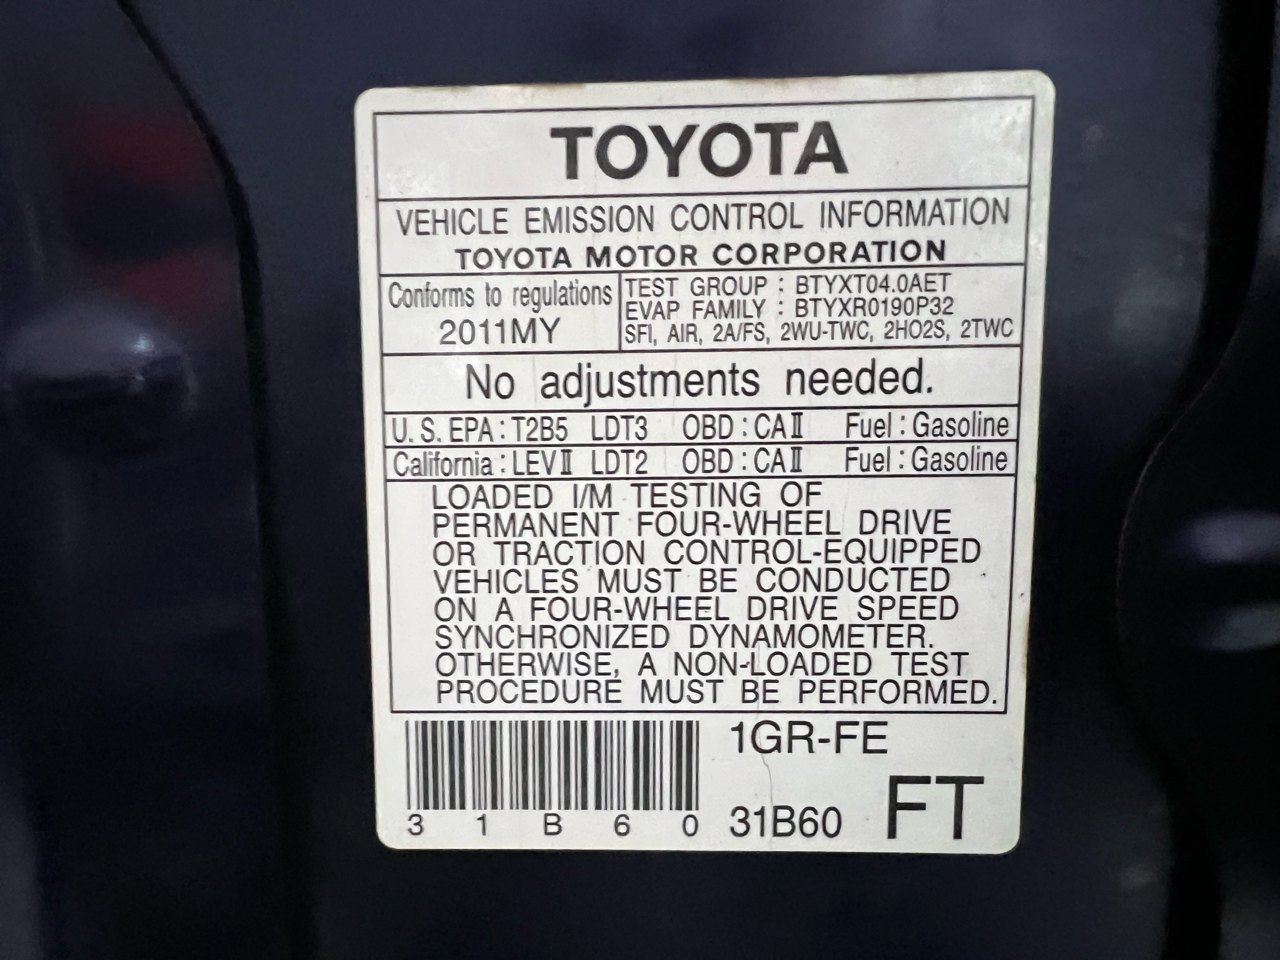 TOYOTA
VEHICLE EMISSION CONTROL INFORMATION
TOYOTA MOTOR CORPORATION
Conforms to regulations
2011MY
TEST GROUP : BTYXT04.0AET
EVAP FAMILY : BTYXR0190P32
SFI, AIR, 2A/FS, 2WU-TWC, 2HO2S, 2TWC
No adjustments needed.
U. S. EPA : T2B5 LDT3 OBD : CAⅡ Fuel : Gasoline
California : LEVⅡ LDT2 OBD : CAⅡ Fuel : Gasoline
LOADED I/M TESTING OF
PERMANENT FOUR-WHEEL DRIVE
OR TRACTION CONTROL-EQUIPPED
VEHICLES MUST BE CONDUCTED
ON A FOUR-WHEEL DRIVE SPEED
SYNCHRONIZED DYNAMOMETER.
OTHERWISE, A NON-LOADED TEST
PROCEDURE MUST BE PERFORMED.
1GR-FE
3 1 B 6 0 31B60 FT